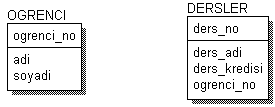 OGRENCI
ogrenci_no
adi
soyadi
DERSLER
ders_no
ders_adi
ders_kredisi
ogrenci_no